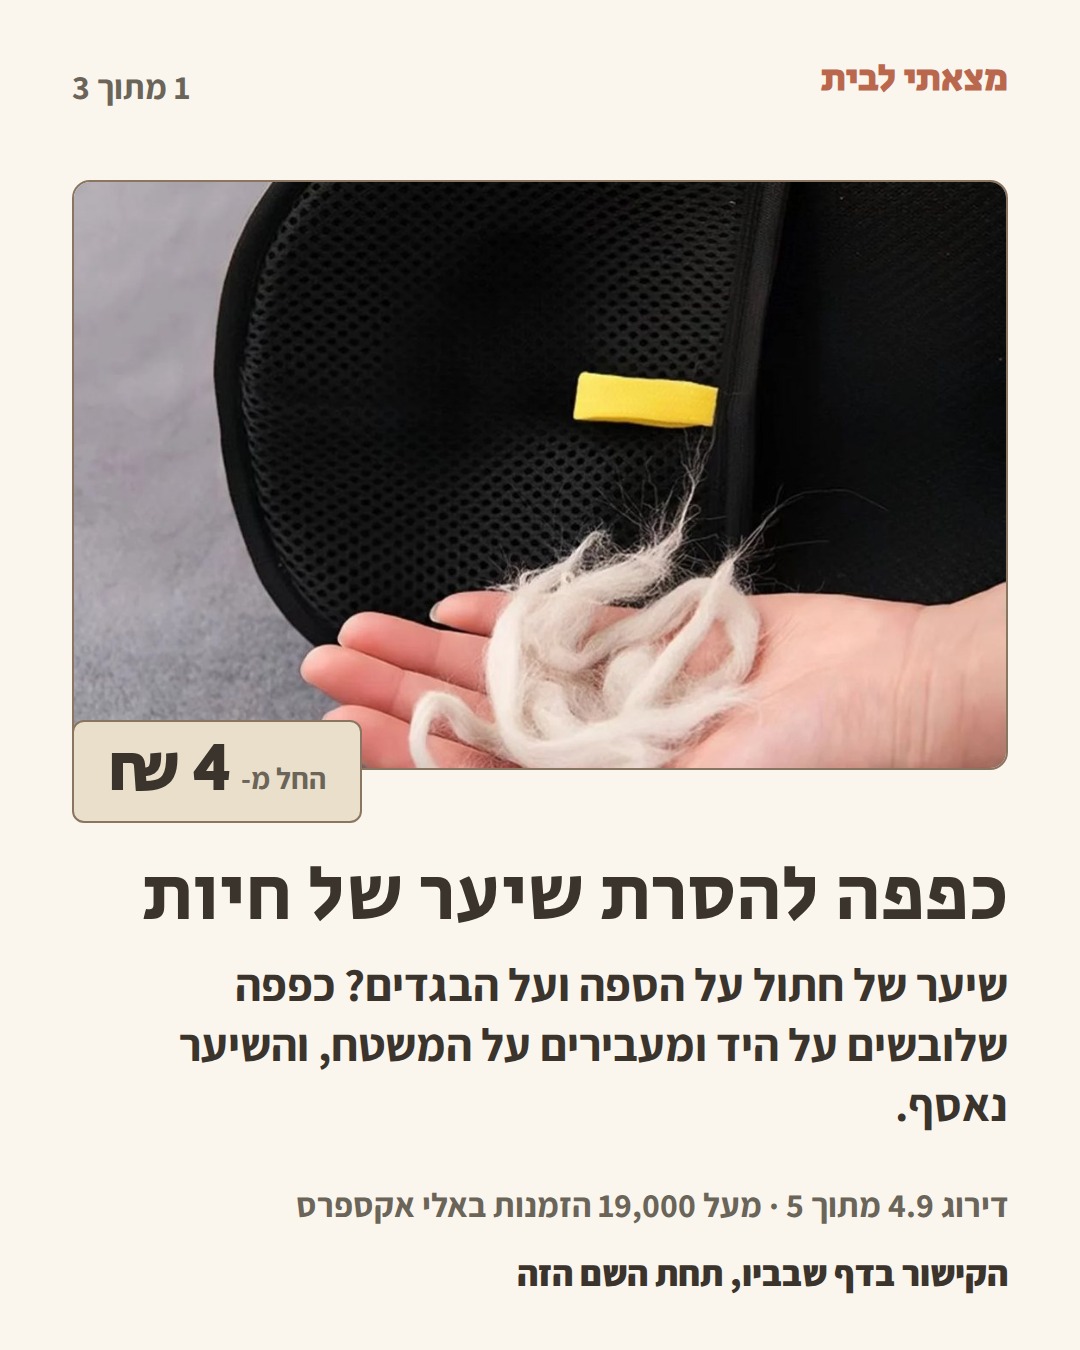 מצאתי לבית
1 מתוך 3
החל מ- 4 ₪
כפפה להסרת שיער של חיות
שיער של חתול על הספה ועל הבגדים? כפפה
שלובשים על היד ומעבירים על המשטח, והשיער
נאסף.
דירוג 4.9 מתוך 5 · מעל 19,000 הזמנות באלי אקספרס
הקישור בדף שבביו, תחת השם הזה